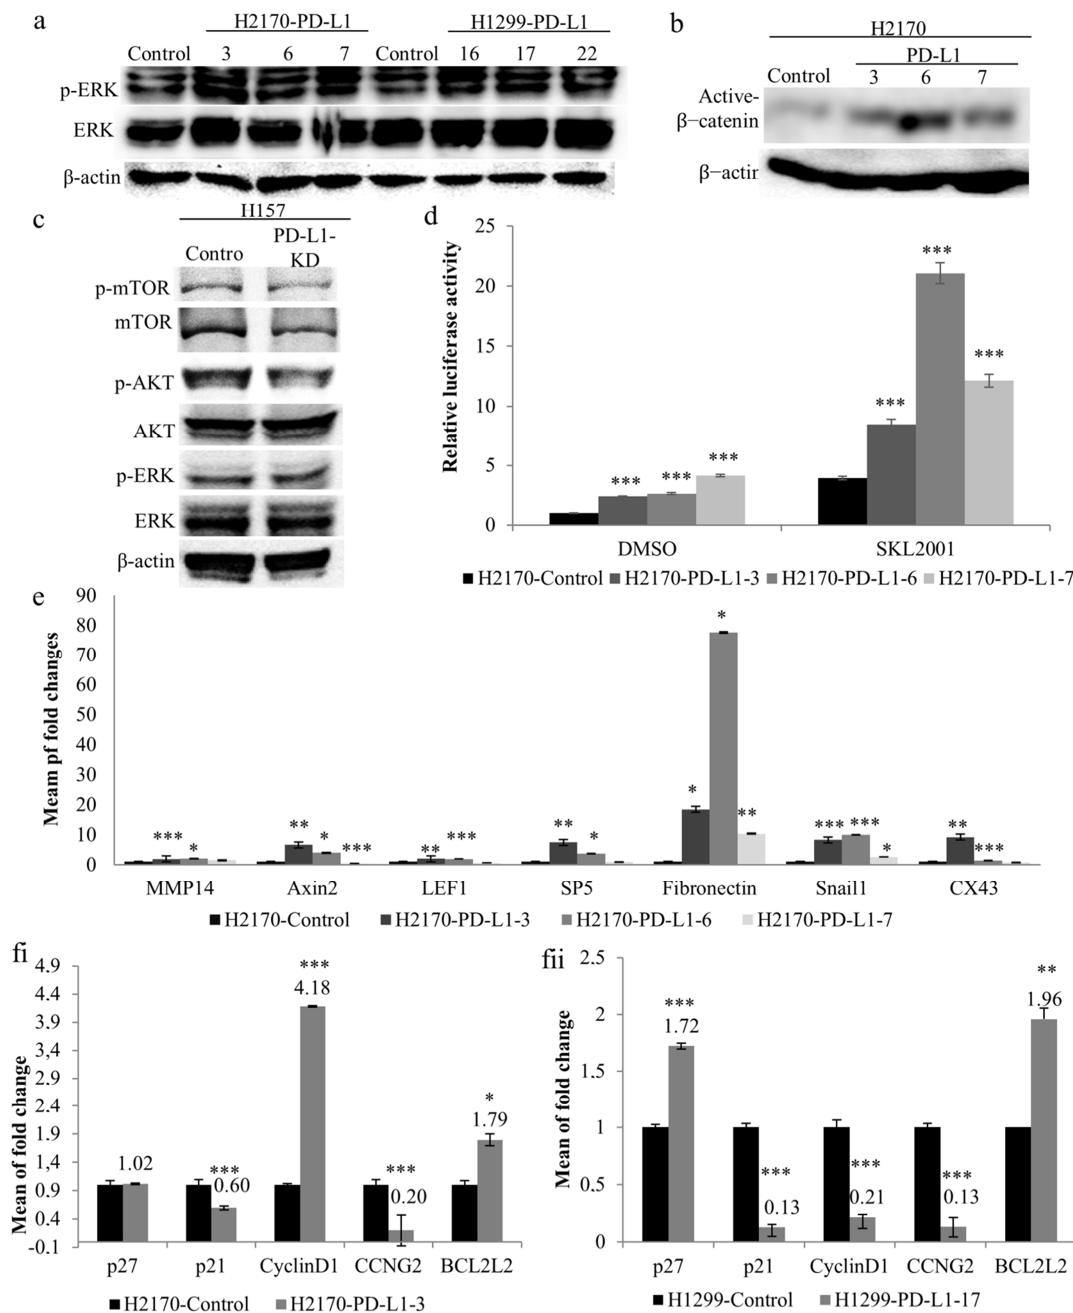 a
H2170-PD-L1
H1299-PD-L1
Control 3 6 7 Control 16 17 22
p-ERK
ERK
β-actin
b
H2170
PD-L1
Control 3 6 7
Active-
β−catenin
β−actir
c
H157
Contro
PD-L1-
KD
p-mTOR
mTOR
p-AKT
AKT
p-ERK
ERK
β-actin
d
Relative luciferase activity
25
20
15
10
5
0
*** *** *** *** *** ***
DMSO SKL2001
H2170-Control H2170-PD-L1-3 H2170-PD-L1-6 H2170-PD-L1-7
e
Meam pf fold changes
90
80
70
60
50
40
30
20
10
0
*** * ** * *** ** *** ** * * * ** *** *** * ** ***
MMP14 Axin2 LEF1 SP5 Fibronectin Snail1 CX43
H2170-Control H2170-PD-L1-3 H2170-PD-L1-6 H2170-PD-L1-7
fi
Mean of fold change
4.9
4.4
3.9
3.4
2.9
2.4
1.9
1.4
0.9
0.4
-0.1
*** *** *** *
1.02 0.60 4.18 0.20 1.79
p27 p21 CyclinD1 CCNG2 BCL2L2
H2170-Control H2170-PD-L1-3
fii
Mean of fold change
2.5
2
1.5
1
0.5
0
*** *** *** *** **
1.72 0.13 0.21 0.13 1.96
p27 p21 CyclinD1 CCNG2 BCL2L2
H1299-Control H1299-PD-L1-17